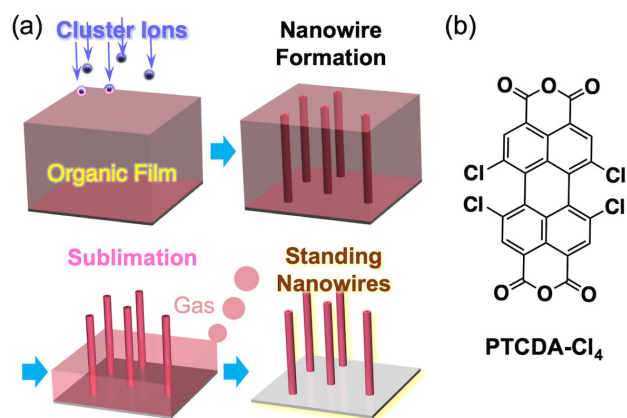 (a)
Cluster Ions
Organic Film
Nanowire
Formation
Sublimation
Gas
Standing
Nanowires
(b)
O O O
Cl Cl
Cl Cl
O O O
PTCDA-Cl₄